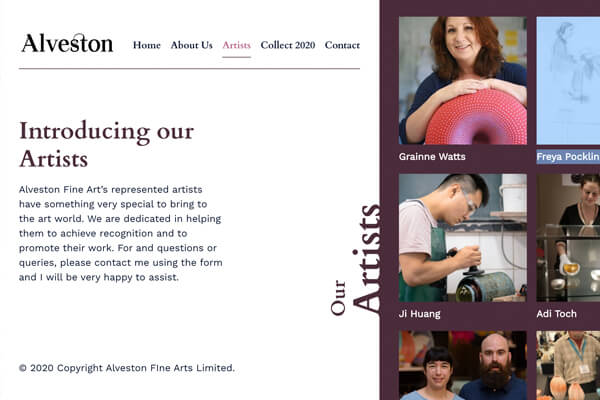 Alveston
Home About Us Artists Collect 2020 Contact
Introducing our
Artists
Alveston Fine Art's represented artists
have something very special to bring to
the art world. We are dedicated in helping
them to achieve recognition and to
promote their work. For and questions or
queries, please contact me using the form
and I will be very happy to assist.
© 2020 Copyright Alveston FIne Arts Limited.
Our
Artists
Grainne Watts
Freya Pocklin
Ji Huang
Adi Toch